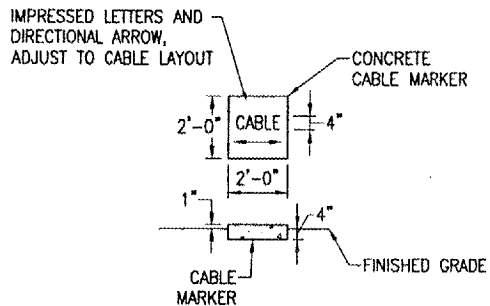 IMPRESSED LETTERS AND
DIRECTIONAL ARROW,
ADJUST TO CABLE LAYOUT
CONCRETE
CABLE MARKER
2'-0"
CABLE
4"
2'-0"
1"
4"
FINISHED GRADE
CABLE
MARKER